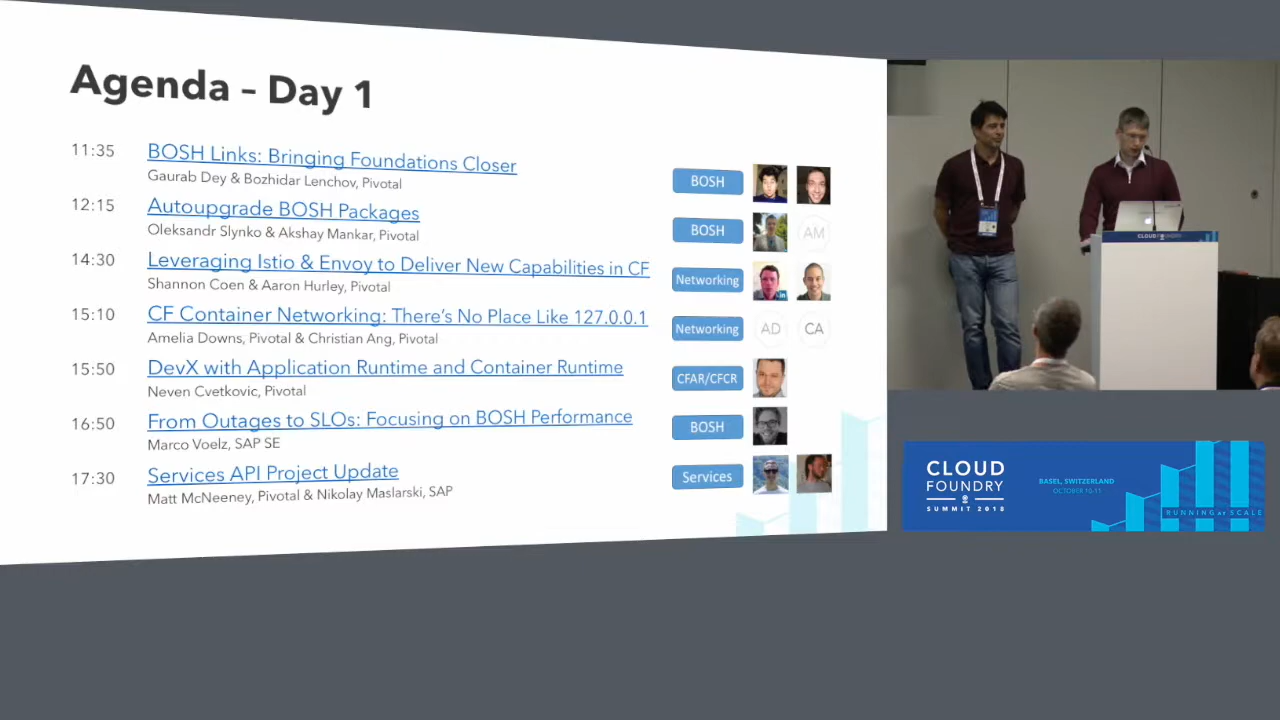 Agenda – Day 1
11:35
BOSH Links: Bringing Foundations Closer
Gaurab Dey & Bozhidar Lenchov, Pivotal
BOSH
12:15
Autoupgrade BOSH Packages
Oleksandr Slynko & Akshay Mankar, Pivotal
BOSH
AM
14:30
Leveraging Istio & Envoy to Deliver New Capabilities in CF
Shannon Coen & Aaron Hurley, Pivotal
Networking
in
15:10
CF Container Networking: There's No Place Like 127.0.0.1
Amelia Downs, Pivotal & Christian Ang, Pivotal
Networking
AD
CA
15:50
DevX with Application Runtime and Container Runtime
Neven Cvetkovic, Pivotal
CFAR/CFCR
16:50
From Outages to SLOs: Focusing on BOSH Performance
Marco Voelz, SAP SE
BOSH
17:30
Services API Project Update
Matt McNeeney, Pivotal & Nikolay Maslarski, SAP
Services
CLOUD FOUNDRY
CLOUD
FOUNDRY
SUMMIT 2018
BASEL, SWITZERLAND
OCTOBER 10-11
RUNNING AT SCALE